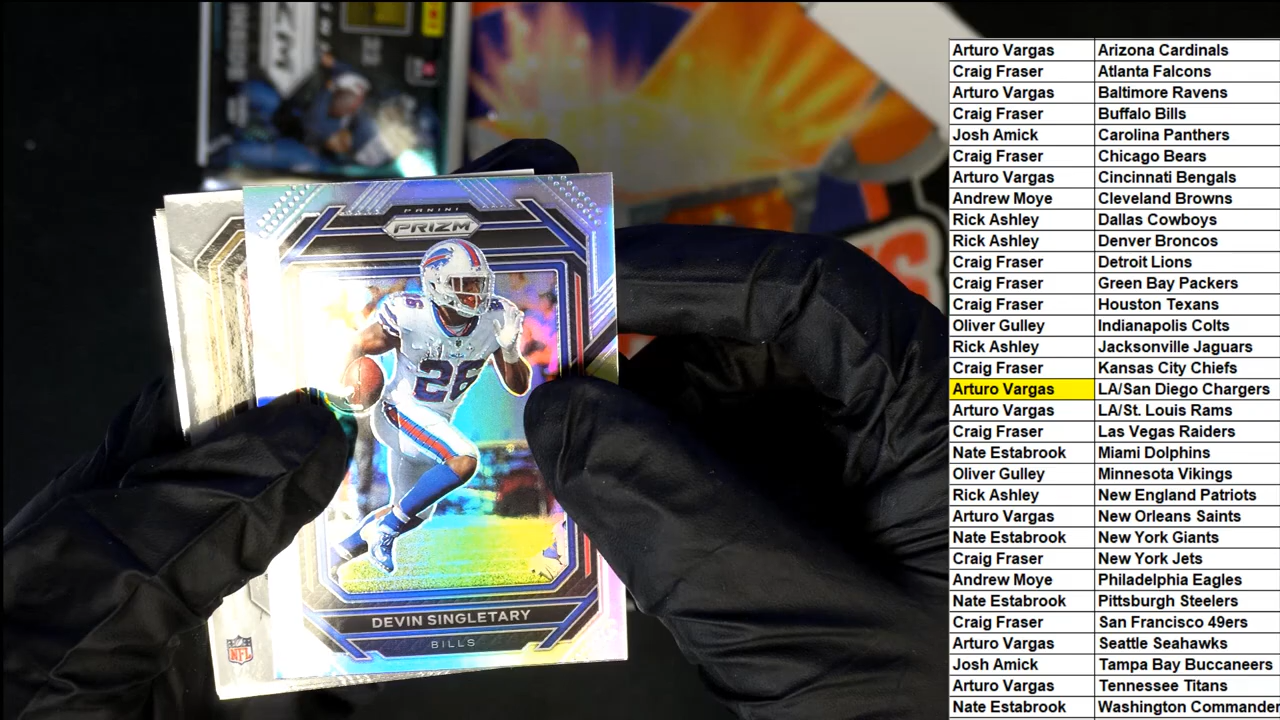 PANINI
PRIZM
26
26
DEVIN SINGLETARY
BILLS
NFL
Arturo Vargas Arizona Cardinals
Craig Fraser Atlanta Falcons
Arturo Vargas Baltimore Ravens
Craig Fraser Buffalo Bills
Josh Amick Carolina Panthers
Craig Fraser Chicago Bears
Arturo Vargas Cincinnati Bengals
Andrew Moye Cleveland Browns
Rick Ashley Dallas Cowboys
Rick Ashley Denver Broncos
Craig Fraser Detroit Lions
Craig Fraser Green Bay Packers
Craig Fraser Houston Texans
Oliver Gulley Indianapolis Colts
Rick Ashley Jacksonville Jaguars
Craig Fraser Kansas City Chiefs
Arturo Vargas LA/San Diego Chargers
Arturo Vargas LA/St. Louis Rams
Craig Fraser Las Vegas Raiders
Nate Estabrook Miami Dolphins
Oliver Gulley Minnesota Vikings
Rick Ashley New England Patriots
Arturo Vargas New Orleans Saints
Nate Estabrook New York Giants
Craig Fraser New York Jets
Andrew Moye Philadelphia Eagles
Nate Estabrook Pittsburgh Steelers
Craig Fraser San Francisco 49ers
Arturo Vargas Seattle Seahawks
Josh Amick Tampa Bay Buccaneers
Arturo Vargas Tennessee Titans
Nate Estabrook Washington Commander